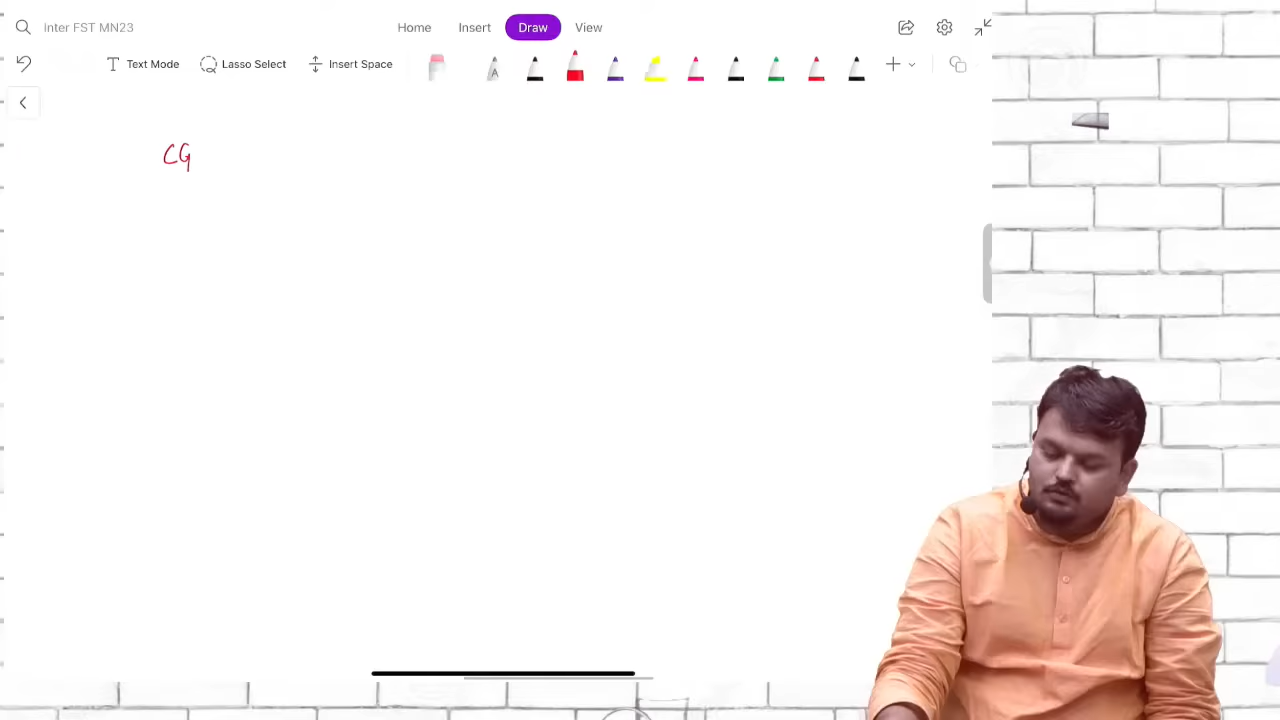 inter FST MN23
Home Insert Draw View
Text Mode Lasso Select Insert Space
A
CG